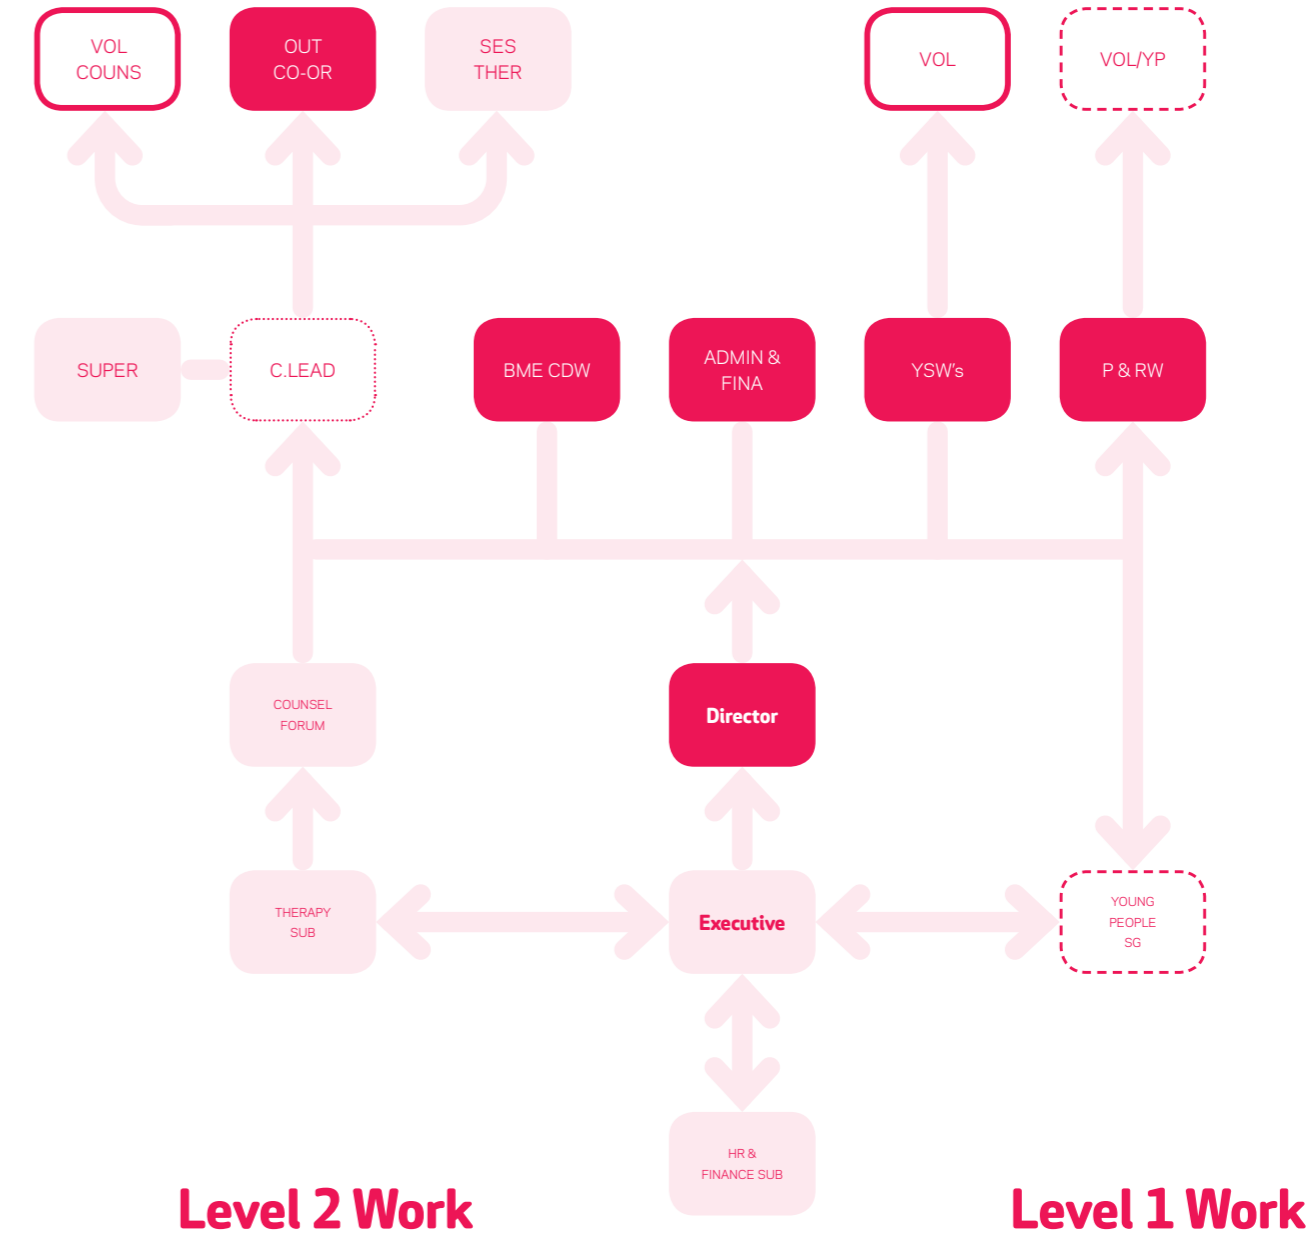 VOL
COUNS
OUT
CO-OR
SES
THER
VOL
VOL/YP
SUPER
C.LEAD
BME CDW
ADMIN &
FINA
YSW's
P & RW
COUNSEL
FORUM
Director
THERAPY
SUB
Executive
YOUNG
PEOPLE
SG
HR &
FINANCE SUB
Level 2 Work
Level 1 Work